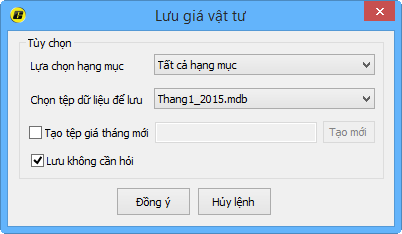 Lưu giá vật tư
Tùy chọn
Lựa chọn hạng mục
Tất cả hạng mục
Chọn tệp dữ liệu để lưu
Thang1_2015.mdb
Tạo tệp giá tháng mới
Tạo mới
Lưu không cần hỏi
Đồng ý
Hủy lệnh